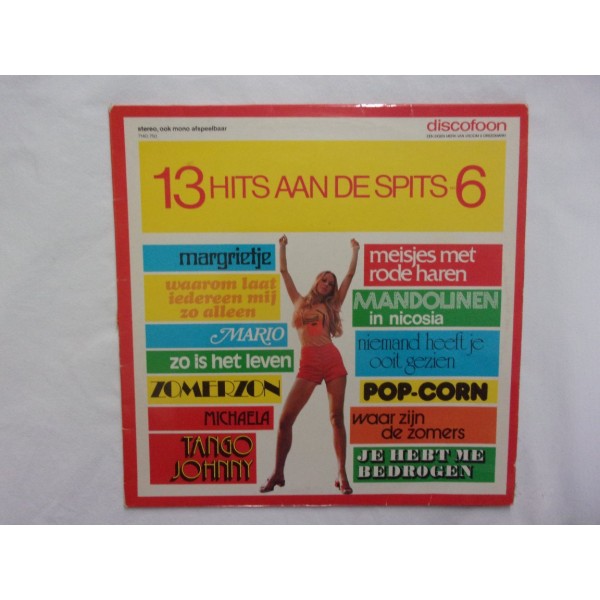 stereo, ook mono afspeelbaar
discofoon
13 HITS AAN DE SPITS-6
margrietje
waarom laat
iedereen mij
zo alleen
MARIO
zo is het leven
ZOMERZON
MICHAELA
TANGO
JOHNNY
meisjes met
rode haren
MANDOLINEN
in nicosia
niemand heeft je
ooit gezien
POP-CORN
waar zijn
de zomers
JE HEBT ME
BEDROGEN